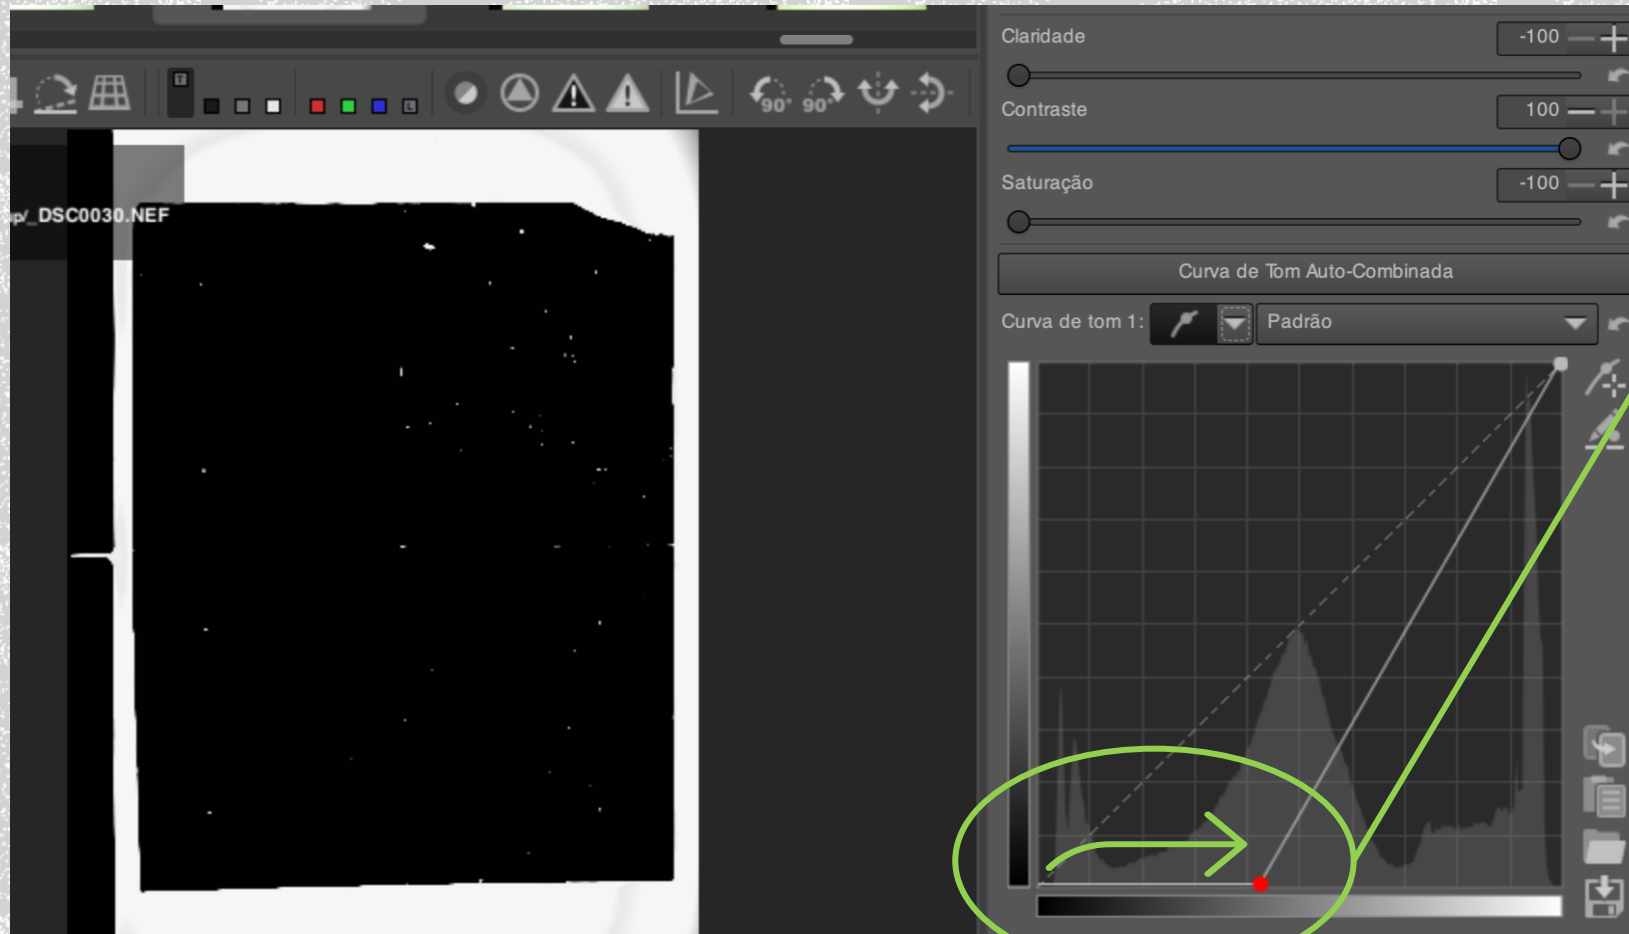 Claridade
-100
T
L
90°
90°
Contraste
100
p/_DSC0030.NEF
Saturação
-100
Curva de Tom Auto-Combinada
Curva de tom 1:
Padrão